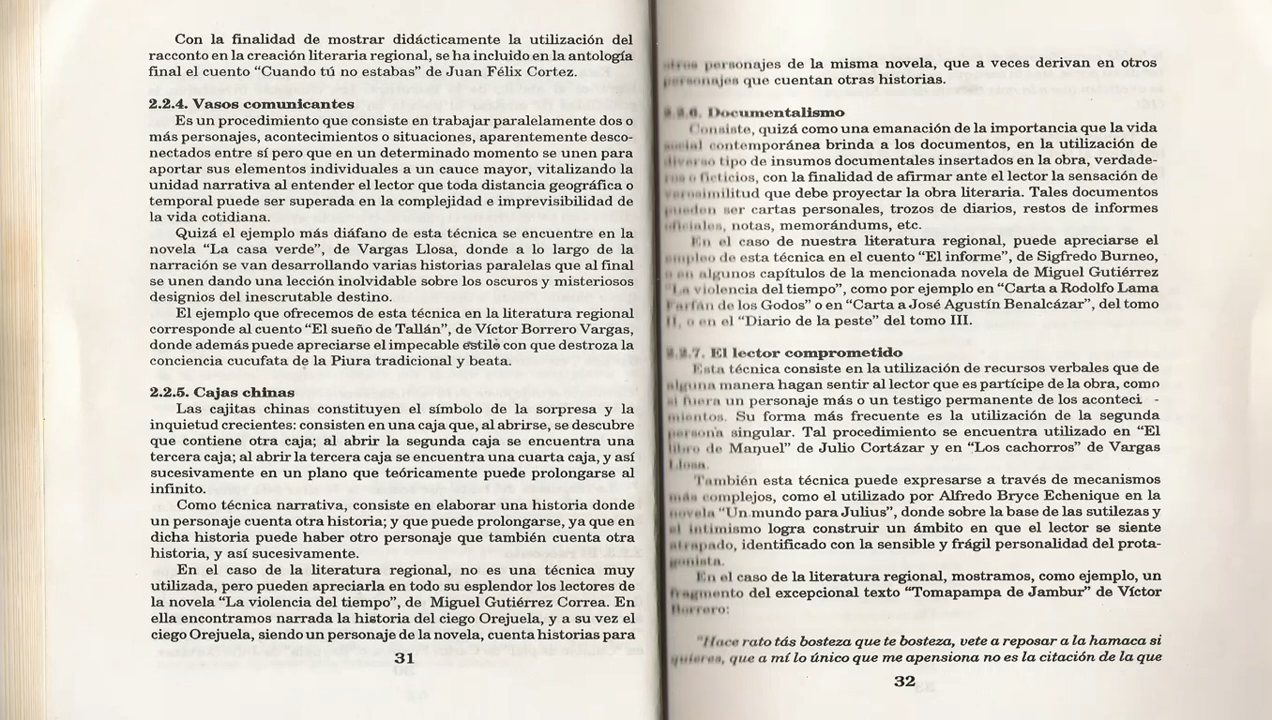 Con la finalidad de mostrar didácticamente la utilización del
racconto en la creación literaria regional, se ha incluido en la antología
final el cuento “Cuando tú no estabas” de Juan Félix Cortez.
2.2.4. Vasos comunicantes
Es un procedimiento que consiste en trabajar paralelamente dos o
más personajes, acontecimientos o situaciones, aparentemente desco-
nectados entre sí pero que en un determinado momento se unen para
aportar sus elementos individuales a un cauce mayor, vitalizando la
unidad narrativa al entender el lector que toda distancia geográfica o
temporal puede ser superada en la complejidad e imprevisibilidad de
la vida cotidiana.
Quizá el ejemplo más diáfano de esta técnica se encuentre en la
novela “La casa verde”, de Vargas Llosa, donde a lo largo de la
narración se van desarrollando varias historias paralelas que al final
se unen dando una lección inolvidable sobre los oscuros y misteriosos
designios del inescrutable destino.
El ejemplo que ofrecemos de esta técnica en la literatura regional
corresponde al cuento “El sueño de Tallán”, de Víctor Borrero Vargas,
donde además puede apreciarse el impecable estilo con que destroza la
conciencia cucufata de la Piura tradicional y beata.
2.2.5. Cajas chinas
Las cajitas chinas constituyen el símbolo de la sorpresa y la
inquietud crecientes: consisten en una caja que, al abrirse, se descubre
que contiene otra caja; al abrir la segunda caja se encuentra una
tercera caja; al abrir la tercera caja se encuentra una cuarta caja, y así
sucesivamente en un plano que teóricamente puede prolongarse al
infinito.
Como técnica narrativa, consiste en elaborar una historia donde
un personaje cuenta otra historia; y que puede prolongarse, ya que en
dicha historia puede haber otro personaje que también cuenta otra
historia, y así sucesivamente.
En el caso de la literatura regional, no es una técnica muy
utilizada, pero pueden apreciarla en todo su esplendor los lectores de
la novela “La violencia del tiempo”, de Miguel Gutiérrez Correa. En
ella encontramos narrada la historia del ciego Orejuela, y a su vez el
ciego Orejuela, siendo un personaje de la novela, cuenta historias para
31
otros personajes de la misma novela, que a veces derivan en otros
personajes que cuentan otras historias.
2.2.6. Documentalismo
Consiste, quizá como una emanación de la importancia que la vida
social contemporánea brinda a los documentos, en la utilización de
diverso tipo de insumos documentales insertados en la obra, verdade-
ros o ficticios, con la finalidad de afirmar ante el lector la sensación de
verosimilitud que debe proyectar la obra literaria. Tales documentos
pueden ser cartas personales, trozos de diarios, restos de informes
oficiales, notas, memorándums, etc.
En el caso de nuestra literatura regional, puede apreciarse el
empleo de esta técnica en el cuento “El informe”, de Sigfredo Burneo,
o en algunos capítulos de la mencionada novela de Miguel Gutiérrez
“La violencia del tiempo”, como por ejemplo en “Carta a Rodolfo Lama
Farfán de los Godos” o en “Carta a José Agustín Benalcázar”, del tomo
II, o en el “Diario de la peste” del tomo III.
2.2.7. El lector comprometido
Esta técnica consiste en la utilización de recursos verbales que de
alguna manera hagan sentir al lector que es partícipe de la obra, como
si fuera un personaje más o un testigo permanente de los aconteci -
mientos. Su forma más frecuente es la utilización de la segunda
persona singular. Tal procedimiento se encuentra utilizado en “El
libro de Manuel” de Julio Cortázar y en “Los cachorros” de Vargas
Llosa.
También esta técnica puede expresarse a través de mecanismos
más complejos, como el utilizado por Alfredo Bryce Echenique en la
novela “Un mundo para Julius”, donde sobre la base de las sutilezas y
el intimismo logra construir un ámbito en que el lector se siente
atrapado, identificado con la sensible y frágil personalidad del prota-
gonista.
En el caso de la literatura regional, mostramos, como ejemplo, un
fragmento del excepcional texto “Tomapampa de Jambur” de Víctor
Borrero:
“Hace rato tás bosteza que te bosteza, vete a reposar a la hamaca si
quieres, que a mí lo único que me apensiona no es la citación de la que
32